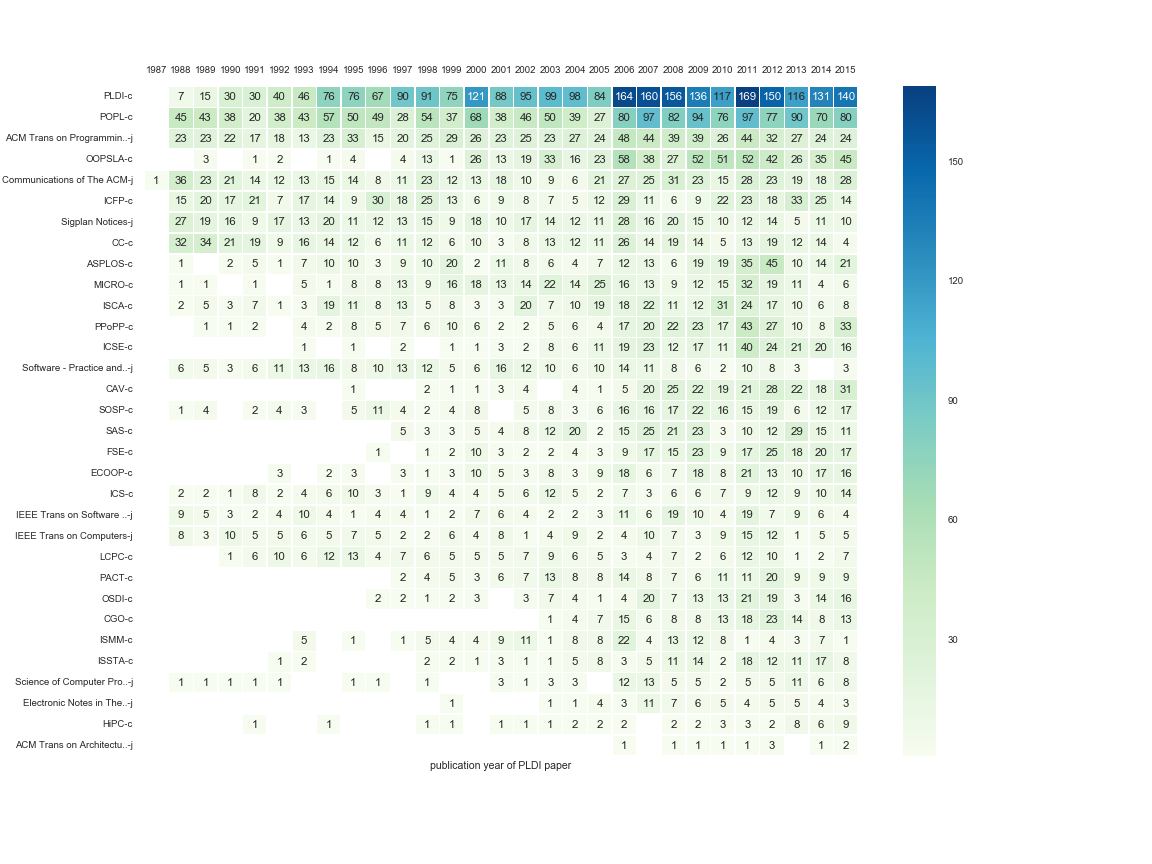 1987 1988 1989 1990 1991 1992 1993 1994 1995 1996 1997 1998 1999 2000 2001 2002 2003 2004 2005 2006 2007 2008 2009 2010 2011 2012 2013 2014 2015
PLDI-c 7 15 30 30 40 46 76 76 67 90 91 75 121 88 95 99 98 84 164 160 156 136 117 169 150 116 131 140
POPL-c 45 43 38 20 38 43 57 50 49 28 54 37 68 38 46 50 39 27 80 97 82 94 76 97 77 90 70 80
ACM Trans on Programmin..-j 23 23 22 17 18 13 23 33 15 20 25 29 26 23 25 23 27 24 48 44 39 39 26 44 32 27 24 24
OOPSLA-c 3 1 2 1 4 4 13 1 26 13 19 33 16 23 58 38 27 52 51 52 42 26 35 45
Communications of The ACM-j 1 36 23 21 14 12 13 15 14 8 11 23 12 13 18 10 9 6 21 27 25 31 23 15 28 23 19 18 28
ICFP-c 15 20 17 21 7 17 14 9 30 18 25 13 6 9 8 7 5 12 29 11 6 9 22 23 18 33 25 14
Sigplan Notices-j 27 19 16 9 17 13 20 11 12 13 15 9 18 10 17 14 12 11 28 16 20 15 10 12 14 5 11 10
CC-c 32 34 21 19 9 16 14 12 6 11 12 6 10 3 8 13 12 11 26 14 19 14 5 13 19 12 14 4
ASPLOS-c 1 2 5 1 7 10 10 3 9 10 20 2 11 8 6 4 7 12 13 6 19 19 35 45 10 14 21
MICRO-c 1 1 1 5 1 8 8 13 9 16 18 13 14 22 14 25 16 13 9 12 15 32 19 11 4 6
ISCA-c 2 5 3 7 1 3 19 11 8 13 5 8 3 3 20 7 10 19 18 22 11 12 31 24 17 10 6 8
PPoPP-c 1 1 2 4 2 8 5 7 6 10 6 2 2 5 6 4 17 20 22 23 17 43 27 10 8 33
ICSE-c 1 1 2 1 1 3 2 8 6 11 19 23 12 17 11 40 24 21 20 16
Software - Practice and..-j 6 5 3 6 11 13 16 8 10 13 12 5 6 16 12 10 6 10 14 11 8 6 2 10 8 3 3
CAV-c 1 2 1 1 3 4 4 1 5 20 25 22 19 21 28 22 18 31
SOSP-c 1 4 2 4 3 5 11 4 2 4 8 5 8 3 6 16 16 17 22 16 15 19 6 12 17
SAS-c 5 3 3 5 4 8 12 20 2 15 25 21 23 3 10 12 29 15 11
FSE-c 1 1 2 10 3 2 2 4 3 9 17 15 23 9 17 25 18 20 17
ECOOP-c 3 2 3 3 1 3 10 5 3 8 3 9 18 6 7 18 8 21 13 10 17 16
ICS-c 2 2 1 8 2 4 6 10 3 1 9 4 4 5 6 12 5 2 7 3 6 6 7 9 12 9 10 14
IEEE Trans on Software ..-j 9 5 3 2 4 10 4 1 4 4 1 2 7 6 4 2 2 3 11 6 19 10 4 19 7 9 6 4
IEEE Trans on Computers-j 8 3 10 5 5 6 5 7 5 2 2 6 4 8 1 4 9 2 4 10 7 3 9 15 12 1 5 5
LCPC-c 1 6 10 6 12 13 4 7 6 5 5 5 7 9 6 5 3 4 7 2 6 12 10 1 2 7
PACT-c 2 4 5 3 6 7 13 8 8 14 8 7 6 11 11 20 9 9 9
OSDI-c 2 2 1 2 3 3 7 4 1 4 20 7 13 13 21 19 3 14 16
CGO-c 1 4 7 15 6 8 8 13 18 23 14 8 13
ISMM-c 5 1 1 5 4 4 9 11 1 8 8 22 4 13 12 8 1 4 3 7 1
ISSTA-c 1 2 2 2 1 3 1 1 5 8 3 5 11 14 2 18 12 11 17 8
Science of Computer Pro..-j 1 1 1 1 1 1 1 1 3 1 3 3 12 13 5 5 2 5 5 11 6 8
Electronic Notes in The..-j 1 1 1 4 3 11 7 6 5 4 5 5 4 3
HiPC-c 1 1 1 1 1 1 1 2 2 2 2 2 3 3 2 8 6 9
ACM Trans on Architectu..-j 1 1 1 1 1 3 1 2
publication year of PLDI paper
150
120
90
60
30